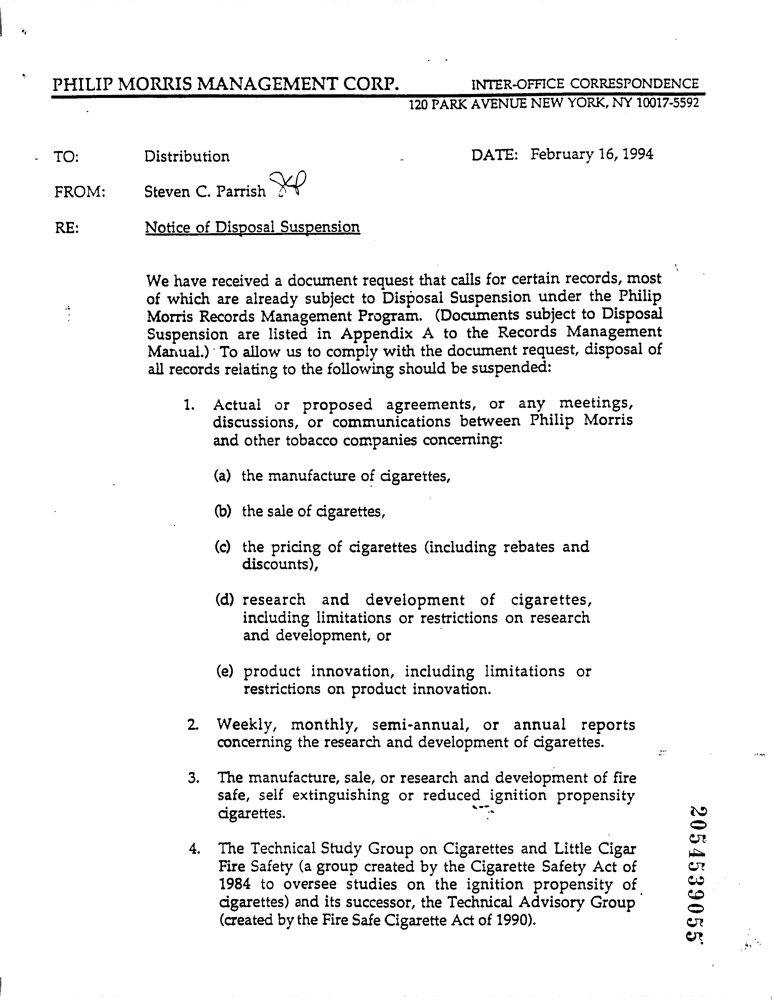 PHILIP MORRIS MANAGEMENT CORP. INTER-OFFICE CORRESPONDENCE
120 PARK AVENUE NEW YORK, NY 10017-5592
TO: Distribution DATE: February 16, 1994
FROM: Steven C. Parrish
RE: Notice of Disposal Suspension
We have received a document request that calls for certain records, most
of which are already subject to Disposal Suspension under the Philip
Morris Records Management Program. (Documents subject to Disposal
Suspension are listed in Appendix A to the Records Management
Manual.) To allow us to comply with the document request, disposal of
all records relating to the following should be suspended:
1. Actual or proposed agreements, or any meetings,
discussions, or communications between Philip Morris
and other tobacco companies concerning:
(a) the manufacture of cigarettes,
(b) the sale of cigarettes,
(c) the pricing of cigarettes (including rebates and
discounts),
(d) research and development of cigarettes,
including limitations or restrictions on research
and development, or
(e) product innovation, including limitations or
restrictions on product innovation.
2. Weekly, monthly, semi-annual, or annual reports
concerning the research and development of cigarettes.
3. The manufacture, sale, or research and development of fire
safe, self extinguishing or reduced ignition propensity
cigarettes.
4. The Technical Study Group on Cigarettes and Little Cigar
Fire Safety (a group created by the Cigarette Safety Act of
1984 to oversee studies on the ignition propensity of
cigarettes) and its successor, the Technical Advisory Group
(created by the Fire Safe Cigarette Act of 1990).
2054539055